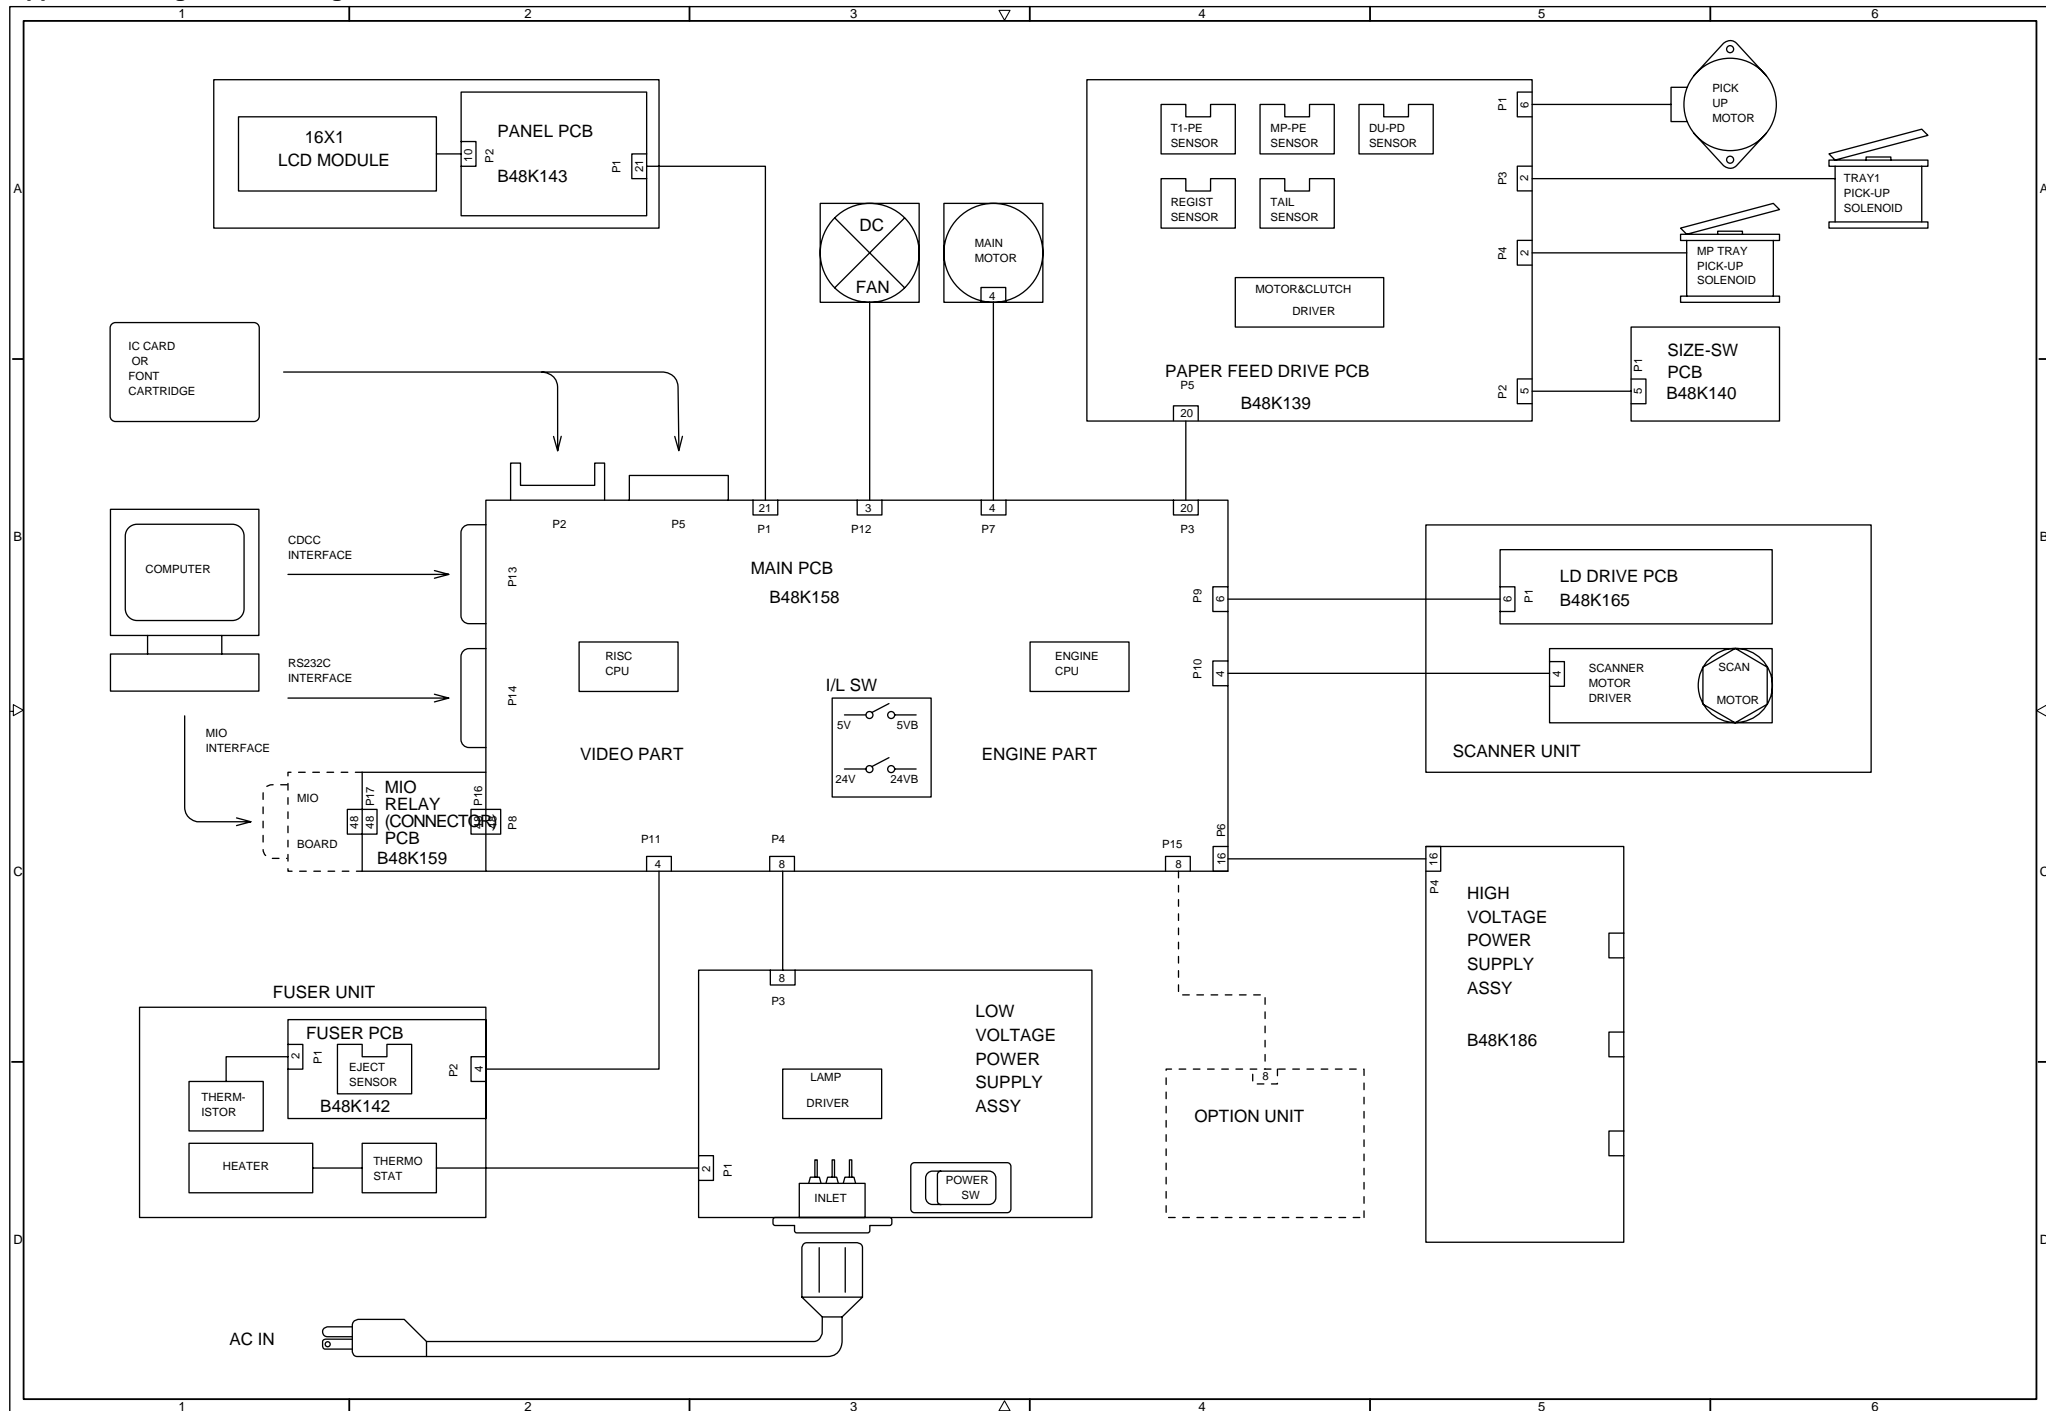 1 2 3 4 5 6
A
B
C
D
A
B
C
D
16X1
LCD MODULE
10
P2
PANEL PCB
B48K143
P1
21
DC
FAN
MAIN
MOTOR
4
T1-PE
SENSOR
MP-PE
SENSOR
DU-PD
SENSOR
REGIST
SENSOR
TAIL
SENSOR
MOTOR&CLUTCH
DRIVER
PAPER FEED DRIVE PCB
P5
B48K139
20
P1
6
P3
2
P4
2
P2
5
PICK
UP
MOTOR
TRAY1
PICK-UP
SOLENOID
MP TRAY
PICK-UP
SOLENOID
P1
5
SIZE-SW
PCB
B48K140
IC CARD
OR
FONT
CARTRIDGE
COMPUTER
CDCC
INTERFACE
RS232C
INTERFACE
MIO
INTERFACE
P2
P5
21
P1
3
P12
4
P7
20
P3
P13
P14
MAIN PCB
B48K158
RISC
CPU
ENGINE
CPU
I/L SW
5V
5VB
24V
24VB
VIDEO PART
ENGINE PART
P9
6
P10
4
6
P1
LD DRIVE PCB
B48K165
4
SCANNER
MOTOR
DRIVER
SCAN
MOTOR
SCANNER UNIT
MIO
BOARD
48
48
P17
MIO
RELAY
(CONNECTOR)
PCB
B48K159
P16
P8
P11
4
P4
8
P15
8
P6
16
16
P4
HIGH
VOLTAGE
POWER
SUPPLY
ASSY
B48K186
FUSER UNIT
FUSER PCB
2
P1
EJECT
SENSOR
B48K142
P2
4
THERM-
ISTOR
HEATER
THERMO
STAT
8
P3
LOW
VOLTAGE
POWER
SUPPLY
ASSY
LAMP
DRIVER
2
P1
INLET
POWER
SW
8
OPTION UNIT
AC IN
1 2 3 4 5 6